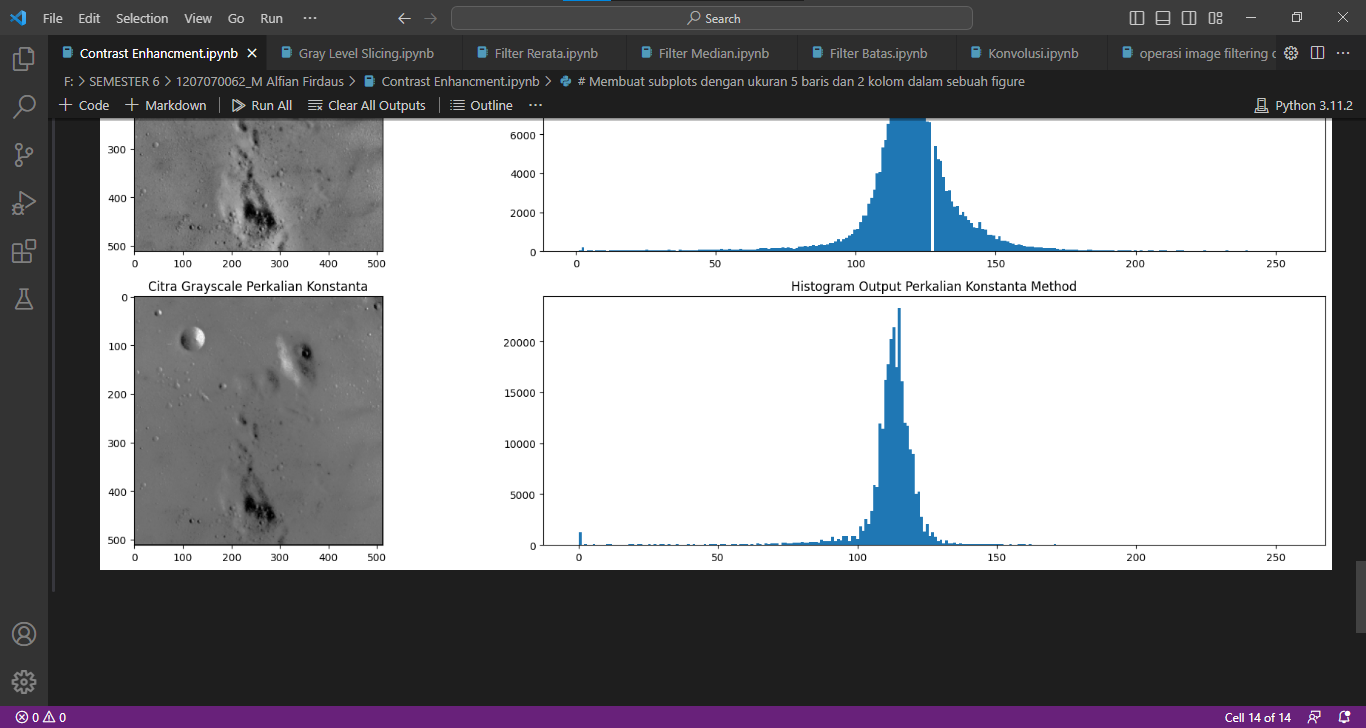 File Edit Selection View Go Run ··· Search
Contrast Enhancment.ipynb Gray Level Slicing.ipynb Filter Rerata.ipynb Filter Median.ipynb Filter Batas.ipynb Konvolusi.ipynb operasi image filtering
F: > SEMESTER 6 > 1207070062_M Alfian Firdaus > Contrast Enhancment.ipynb > # Membuat subplots dengan ukuran 5 baris dan 2 kolom dalam sebuah figure
+ Code + Markdown Run All Clear All Outputs Outline ··· Python 3.11.2
300
400
500
0 100 200 300 400 500
6000
4000
2000
0
0 50 100 150 200 250
Citra Grayscale Perkalian Konstanta
0
100
200
300
400
500
0 100 200 300 400 500
Histogram Output Perkalian Konstanta Method
20000
15000
10000
5000
0
0 50 100 150 200 250
0 0 Cell 14 of 14